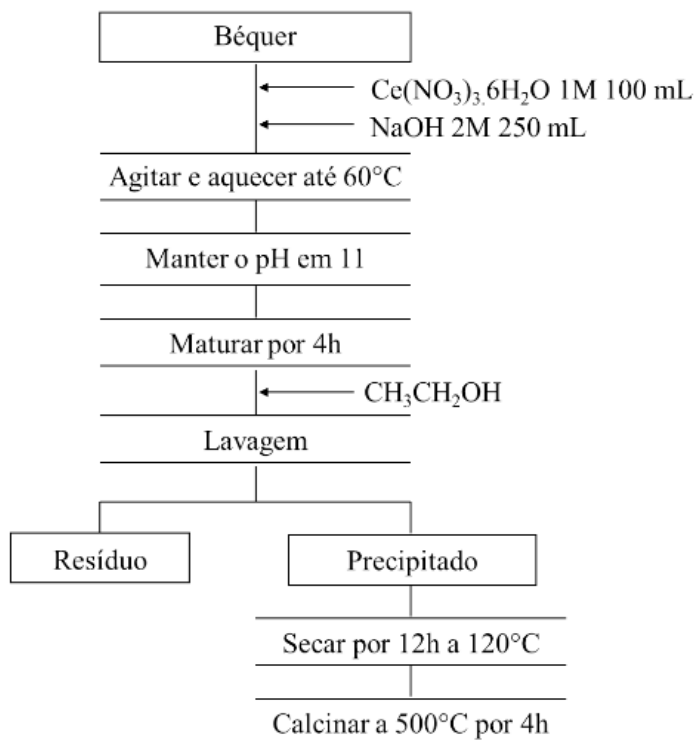 Béquer
Ce(NO₃)₃.6H₂O 1M 100 mL
NaOH 2M 250 mL
Agitar e aquecer até 60°C
Manter o pH em 11
Maturar por 4h
CH₃CH₂OH
Lavagem
Resíduo
Precipitado
Secar por 12h a 120°C
Calcinar a 500°C por 4h